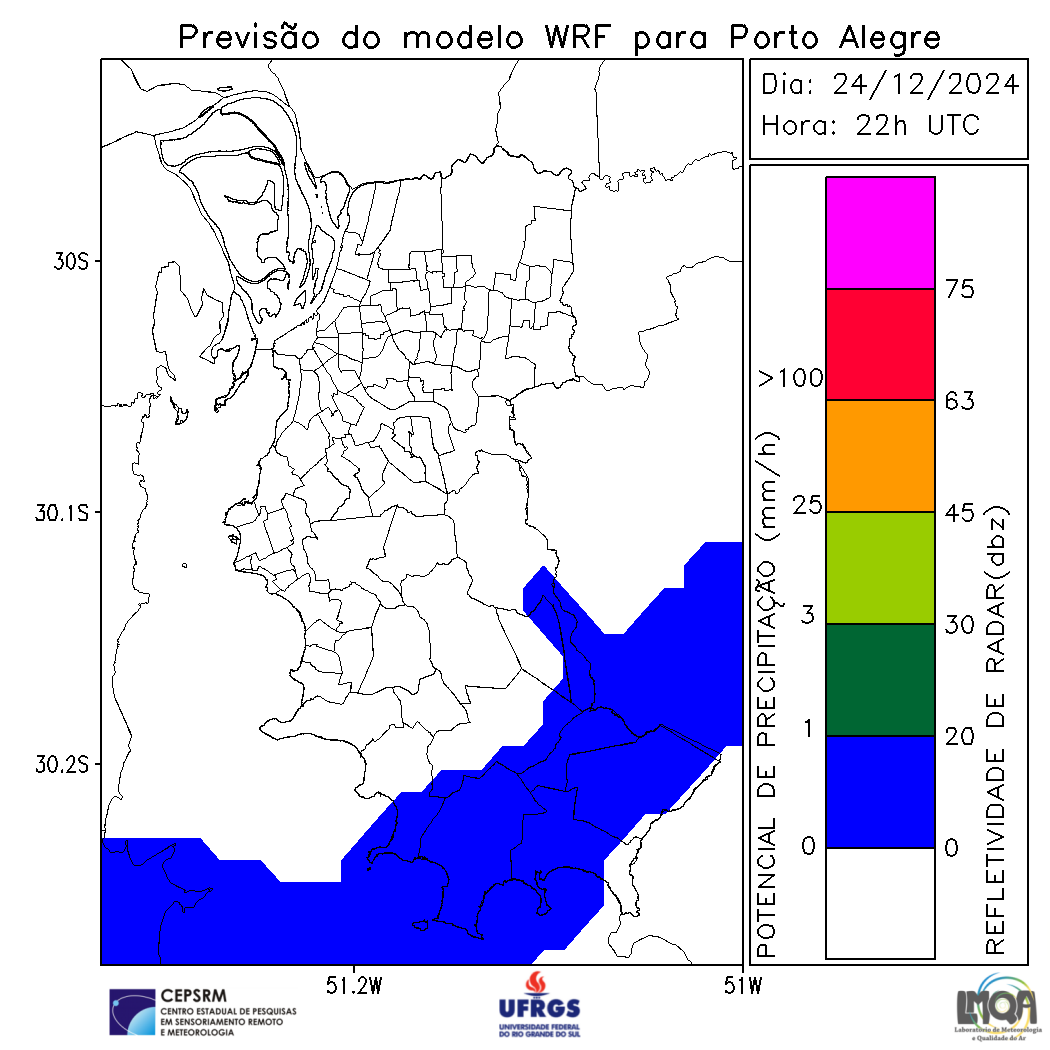 Previsão do modelo WRF para Porto Alegre
Dia: 24/12/2024
Hora: 22h UTC
30S
30.1S
30.2S
51.2W
51W
POTENCIAL DE PRECIPITAÇÃO (mm/h)
>100
25
3
1
0
75
63
45
30
20
0
REFLETIVIDADE DE RADAR(dbz)
CEPSRM
CENTRO ESTADUAL DE PESQUISAS
EM SENSORIAMENTO REMOTO
E METEOROLOGIA
UFRGS
UNIVERSIDADE FEDERAL
DO RIO GRANDE DO SUL
LMQA
Laboratório de Meteorologia
e Qualidade do Ar